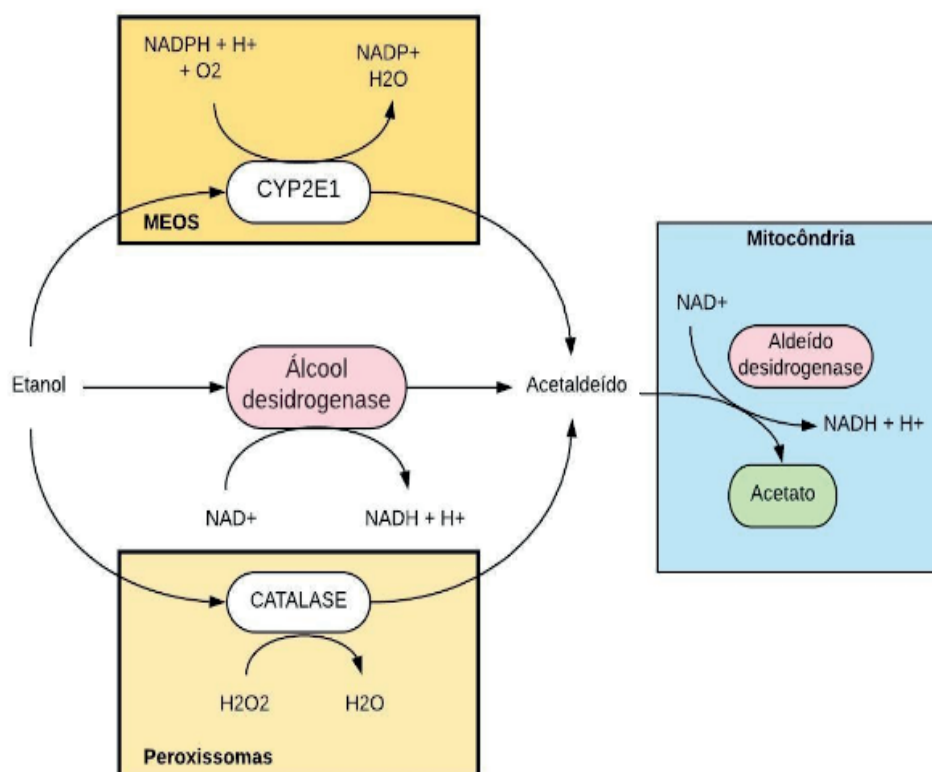 NADPH + H+
+ O2
NADP+
H2O
CYP2E1
MEOS
Mitocôndria
NAD+
Aldeído
desidrogenase
Etanol
Álcool
desidrogenase
Acetaldeído
NADH + H+
Acetato
NAD+
NADH + H+
CATALASE
H2O2
H2O
Peroxissomas